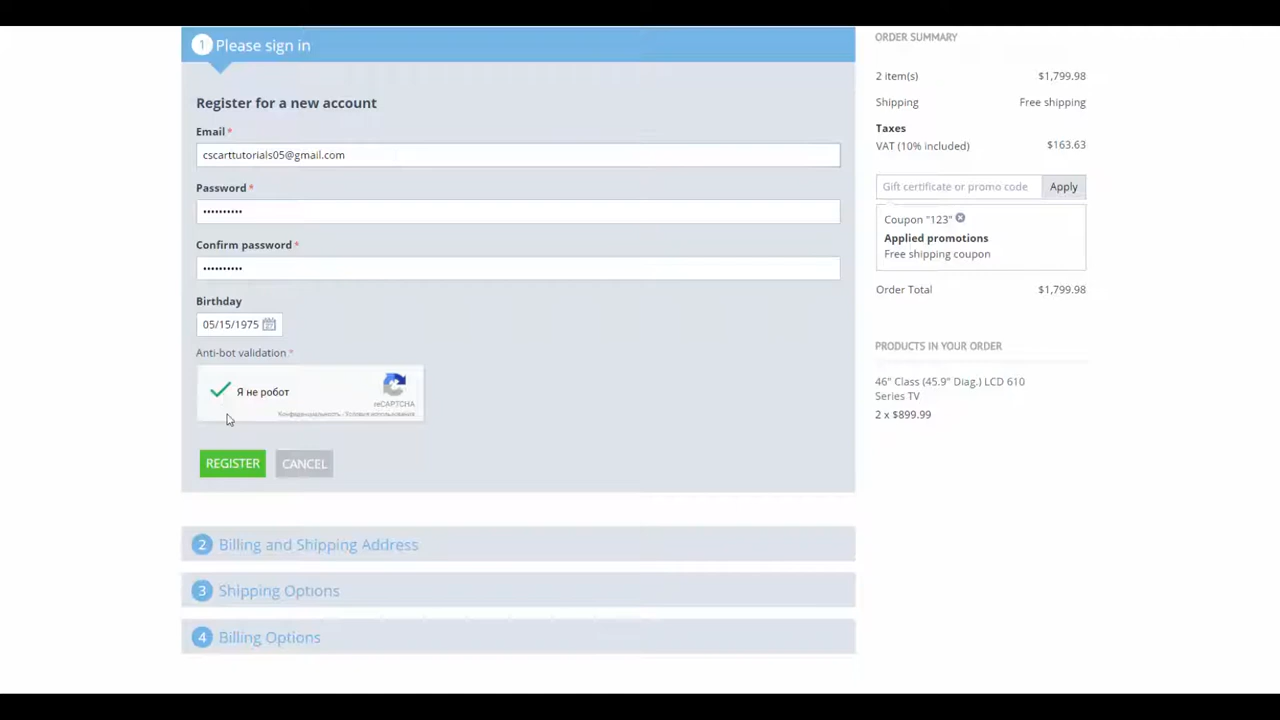 1 Please sign in
Register for a new account
Email *
cscarttutorials05@gmail.com
Password *
••••••••••
Confirm password *
••••••••••
Birthday
05/15/1975
Anti-bot validation *
Я не робот
reCAPTCHA
Конфиденциальность - Условия использования
REGISTER CANCEL
2 Billing and Shipping Address
3 Shipping Options
4 Billing Options
ORDER SUMMARY
2 item(s) $1,799.98
Shipping Free shipping
Taxes
VAT (10% included) $163.63
Gift certificate or promo code Apply
Coupon "123"
Applied promotions
Free shipping coupon
Order Total $1,799.98
PRODUCTS IN YOUR ORDER
46" Class (45.9" Diag.) LCD 610
Series TV
2 x $899.99